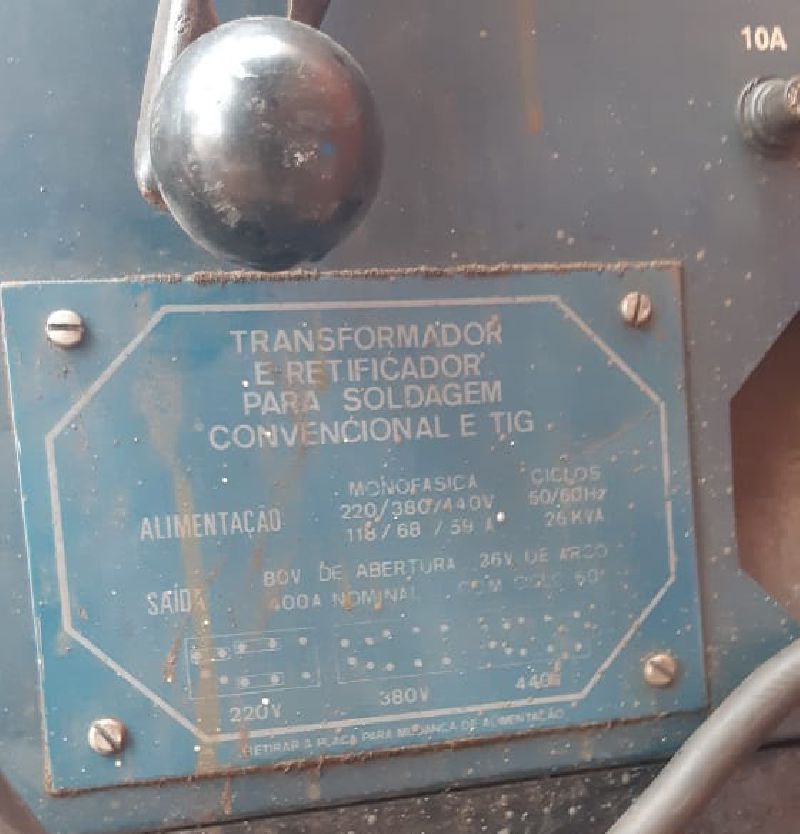 10A
TRANSFORMADOR
E RETIFICADOR
PARA SOLDAGEM
CONVENCIONAL E TIG
MONOFASICA CICLOS
220/380/440V 50/60Hz
ALIMENTAÇÃO 118/68 / 59 A 26 KVA
80V DE ABERTURA 36V DE ARCO
SAÍDA 400A NOMINAL COM CICLO 60
220V 380V 440
RETIRAR A PLACA PARA MUDANÇA DE ALIMENTAÇÃO